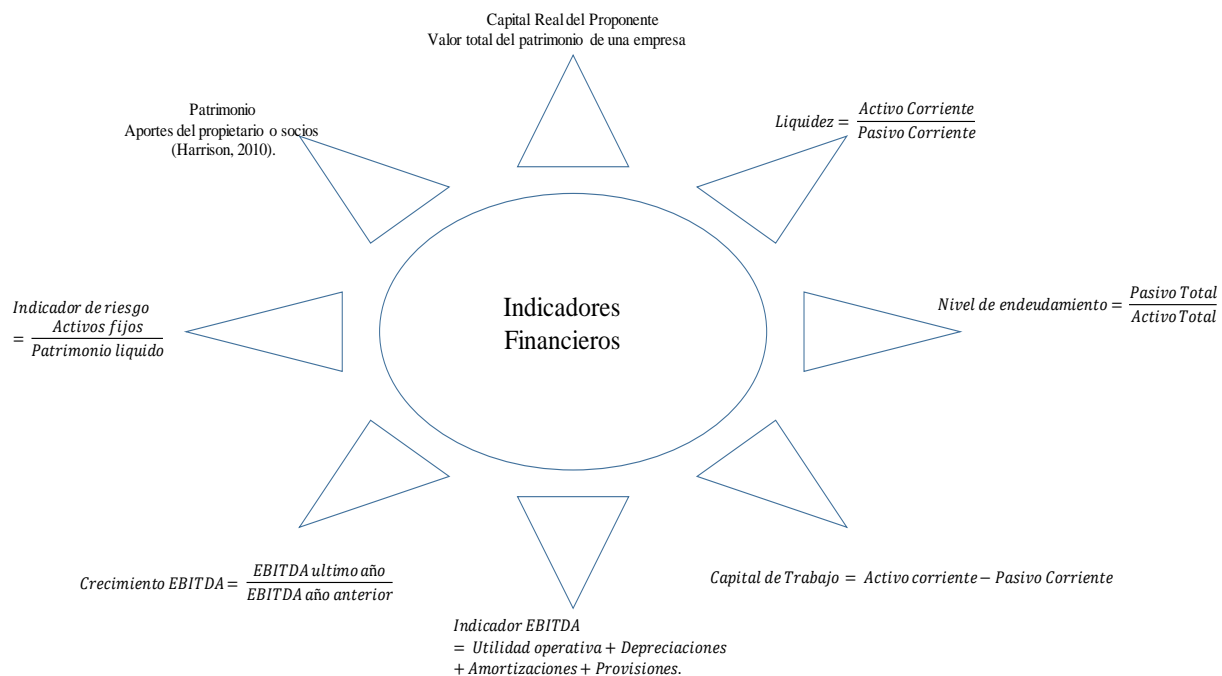 Capital Real del Proponente
Valor total del patrimonio de una empresa
Patrimonio
Aportes del propietario o socios
(Harrison, 2010).
Liquidez = Activo Corriente / Pasivo Corriente
Indicador de riesgo
= Activos fijos / Patrimonio liquido
Indicadores
Financieros
Nivel de endeudamiento = Pasivo Total / Activo Total
Crecimiento EBITDA = EBITDA ultimo año / EBITDA año anterior
Capital de Trabajo = Activo corriente − Pasivo Corriente
Indicador EBITDA
= Utilidad operativa + Depreciaciones
+ Amortizaciones + Provisiones.